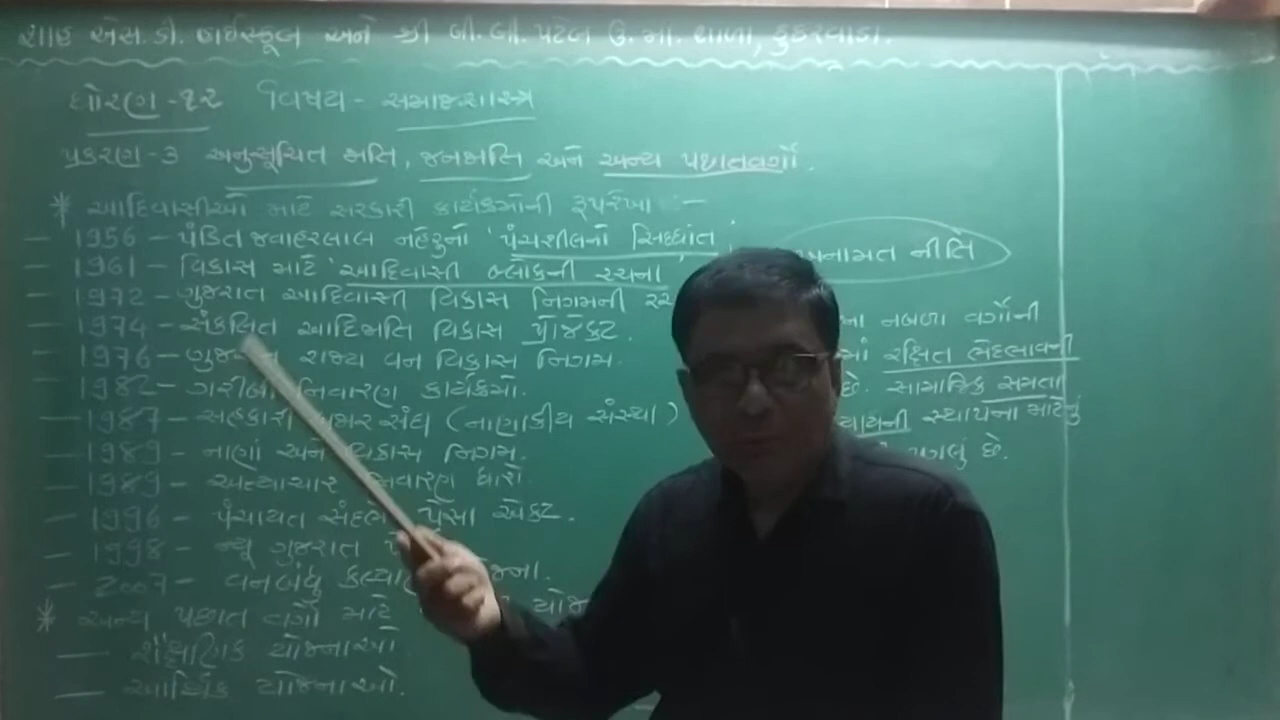 શાહ એસ.ડી. હાઈસ્કૂલ અને શ્રી બી.બી. પટેલ ઉ.મા. શાળા,
ધોરણ-૧૨ વિષય - સમાજશાસ્ત્ર
પ્રકરણ-૩ અનુસૂચિત જાતિ, જનજાતિ અને અન્ય પછાતવર્ગો.
* આદિવાસીઓ માટે સરકારી કાર્યક્રમોની રૂપરેખા :-
- 1956 - પંડિત જવાહરલાલ નહેરુનો 'પંચશીલનો સિધ્ધાંત'
- 1961 - વિકાસ માટે 'આદિવાસી બ્લોકની રચના'
- 1972 - ગુજરાત આદિવાસી વિકાસ નિગમની
- 1974 - સંકલિત આદિજાતિ વિકાસ પ્રોજેક્ટ.
- 1976 - ગુજરાત રાજ્ય વન વિકાસ નિગમ.
- 1982 - ગરીબી નિવારણ કાર્યક્રમો.
- 1987 - સહકારી સંઘ (નાણાકીય સંસ્થા)
- 1989 - નાણાં અને વિકાસ નિગમ.
- 1989 - અત્યાચાર નિવારણ ધારો
- 1996 - પંચાયત પેસા એક્ટ.
- 1998 - ન્યૂ ગુજરાત
- 2007 - વનબંધુ
* અન્ય પછાત વર્ગો માટે
- શૈક્ષણિક યોજનાઓ
- આર્થિક યોજનાઓ.
અનામત નીતિ
નબળા વર્ગોની
રક્ષિત ભેદભાવની
છે. સામાજિક સમતા
સ્થાપના માટેનું
પગલું છે.